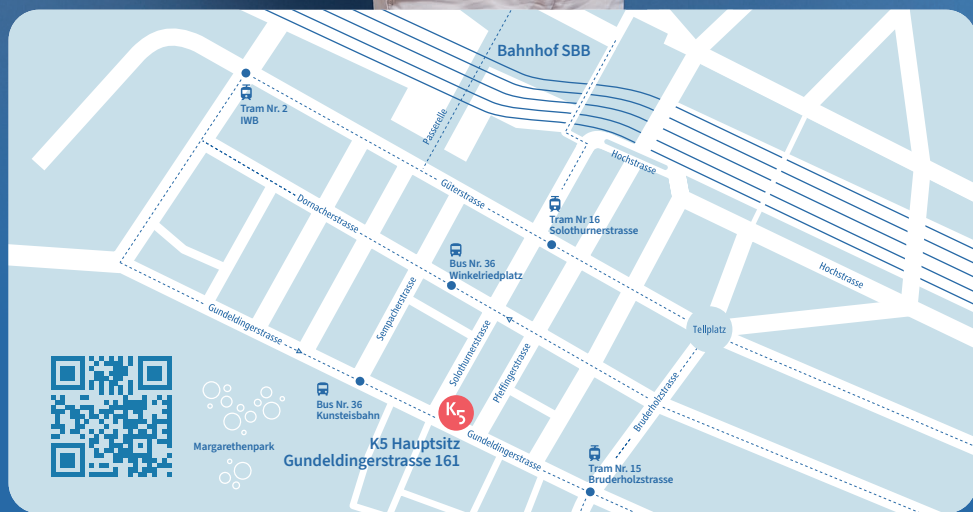 Bahnhof SBB
Tram Nr. 2
IWB
Passerelle
Hochstrasse
Güterstrasse
Dornacherstrasse
Tram Nr 16
Solothurnerstrasse
Bus Nr. 36
Winkelriedplatz
Hochstrasse
Sempacherstrasse
Gundeldingerstrasse
Tellplatz
Solothurnerstrasse
Pfeffingerstrasse
Bruderholzstrasse
Bus Nr. 36
Kunsteisbahn
K5
Margarethenpark
K5 Hauptsitz
Gundeldingerstrasse 161
Gundeldingerstrasse
Tram Nr. 15
Bruderholzstrasse